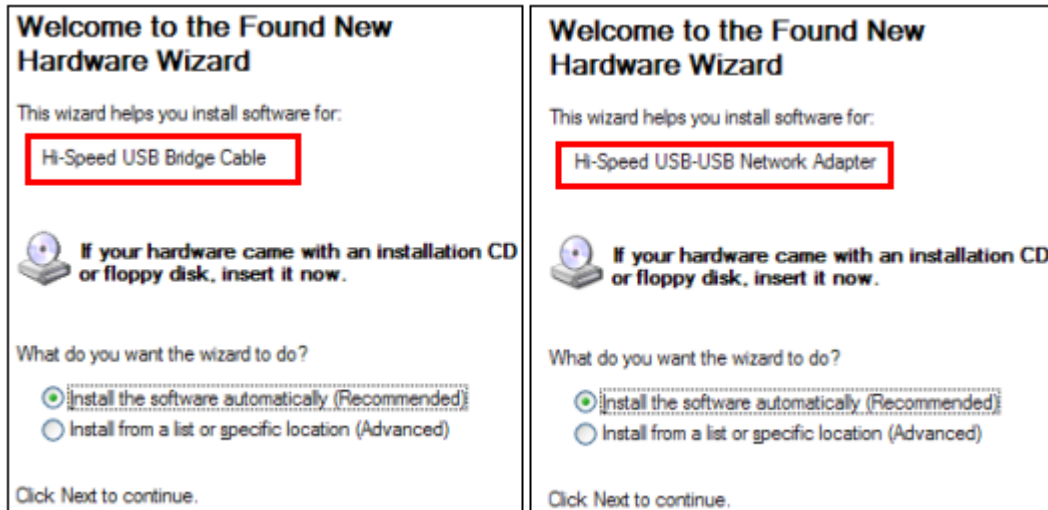 Welcome to the Found New
Hardware Wizard
This wizard helps you install software for:
Hi-Speed USB Bridge Cable
If your hardware came with an installation CD
or floppy disk, insert it now.
What do you want the wizard to do?
Install the software automatically (Recommended)
Install from a list or specific location (Advanced)
Click Next to continue.
Welcome to the Found New
Hardware Wizard
This wizard helps you install software for:
Hi-Speed USB-USB Network Adapter
If your hardware came with an installation CD
or floppy disk, insert it now.
What do you want the wizard to do?
Install the software automatically (Recommended)
Install from a list or specific location (Advanced)
Click Next to continue.